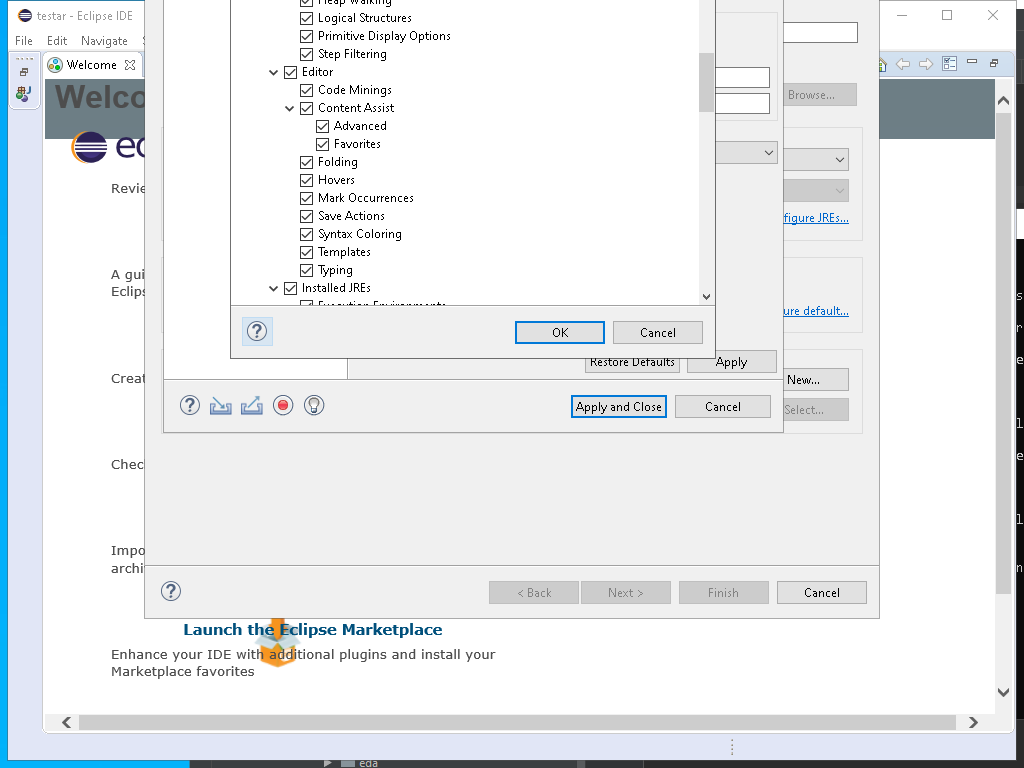 testar - Eclipse IDE
File Edit Navigate
Welcome
Welco
Revie
A gui
Eclips
Creat
Chec
Impo
archi
Launch the Eclipse Marketplace
Enhance your IDE with additional plugins and install your
Marketplace favorites
Heap Walking
Logical Structures
Primitive Display Options
Step Filtering
Editor
Code Minings
Content Assist
Advanced
Favorites
Folding
Hovers
Mark Occurrences
Save Actions
Syntax Coloring
Templates
Typing
Installed JREs
Execution Environments
OK Cancel
Restore Defaults Apply
Apply and Close Cancel
Browse...
figure JREs...
ure default...
New...
Select...
< Back Next > Finish Cancel
eda